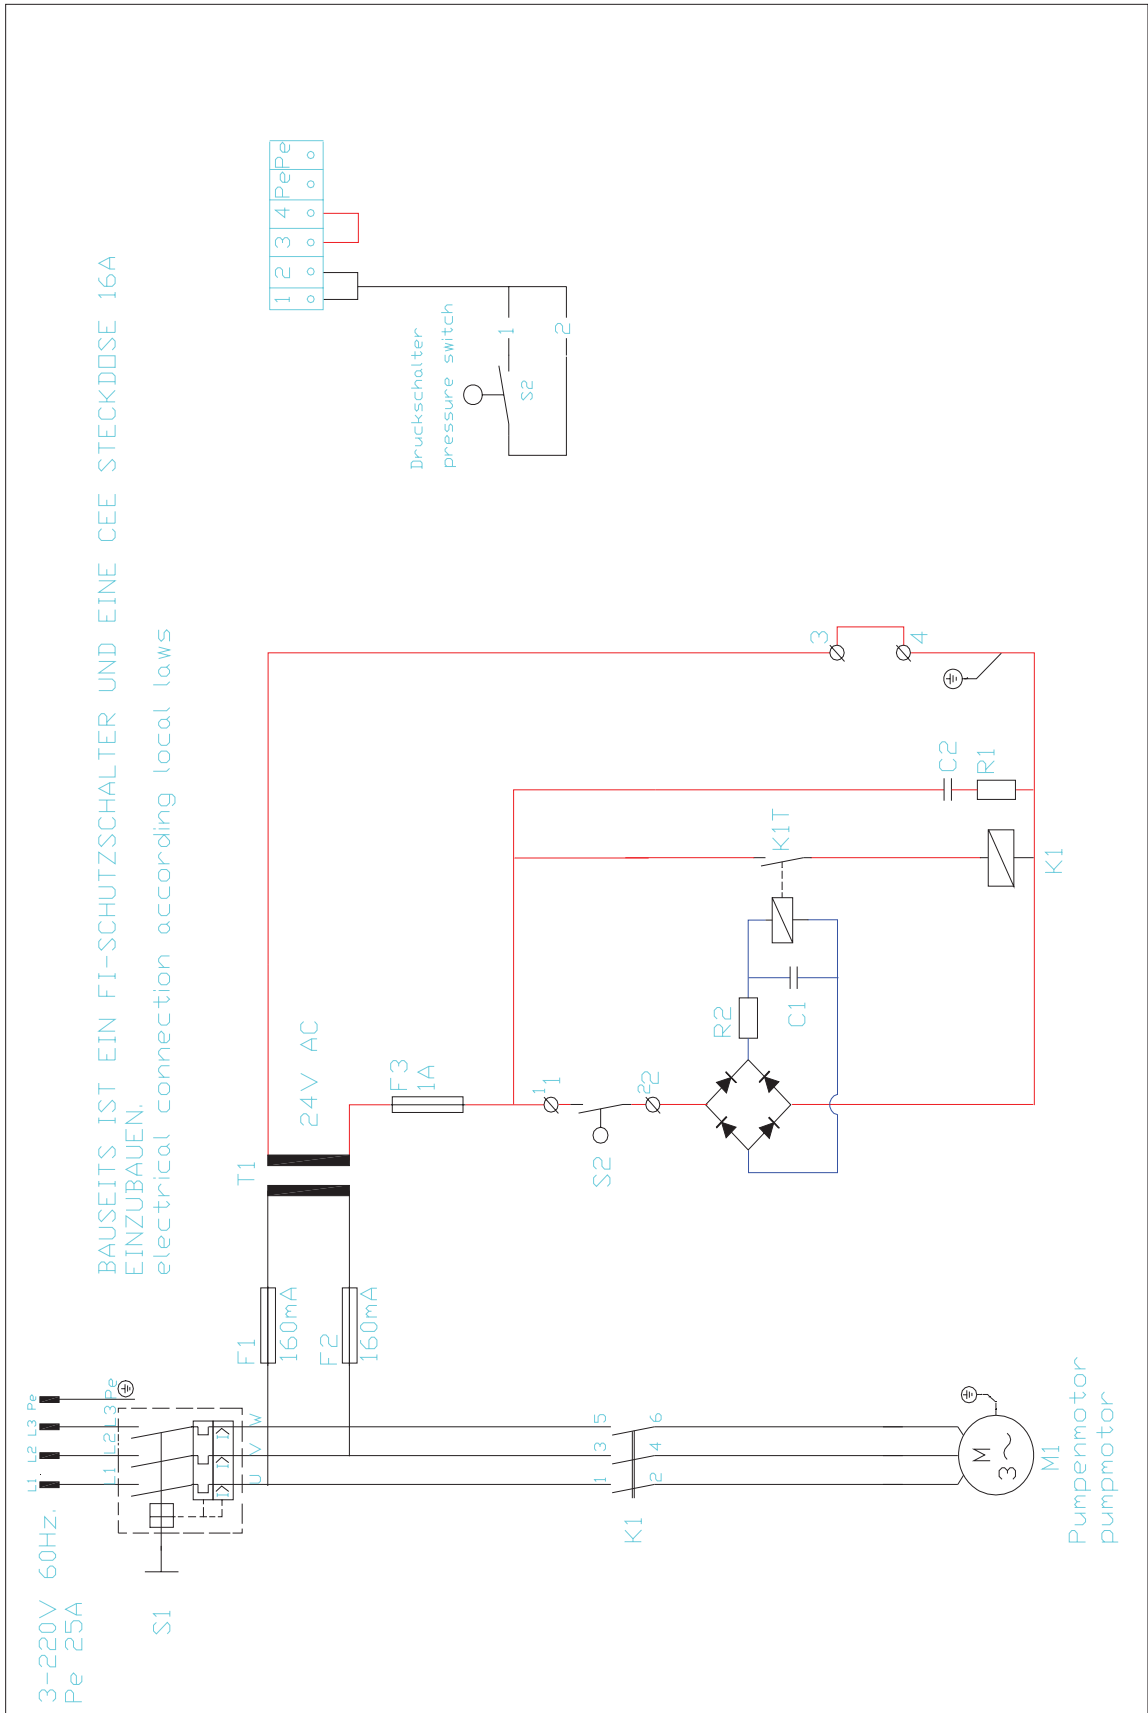 BAUSEITS IST EIN FI-SCHUTZSCHALTER UND EINE CEE STECKDOSE 16A
EINZUBAUEN.
electrical connection according local laws
3-220V 60Hz.
Pe 25A
L1 L2 L3 Pe
L1 L2 L3 Pe
S1
I> I> I>
U V W
F1
160mA
F2
160mA
T1
24V AC
F3
1A
1 1
S2
2 2
R2
C1
K1T
K1
C2
R1
3
4
K1
1 3 5
2 4 6
M
3~
M1
Pumpenmotor
pumpmotor
1 2 3 4 Pe Pe
Druckschalter
pressure switch
S2
1
2